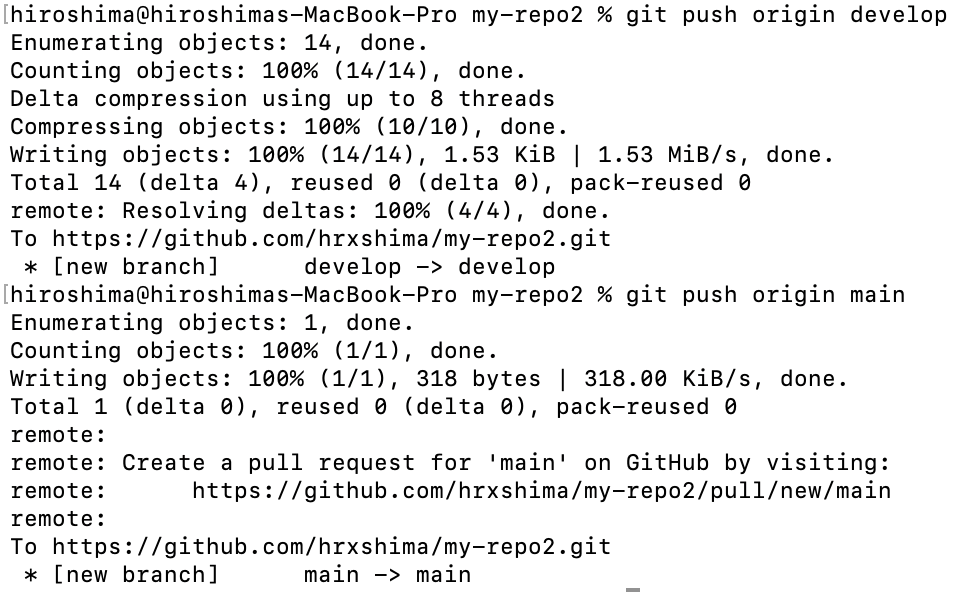 [hiroshima@hiroshimas-MacBook-Pro my-repo2 % git push origin develop
Enumerating objects: 14, done.
Counting objects: 100% (14/14), done.
Delta compression using up to 8 threads
Compressing objects: 100% (10/10), done.
Writing objects: 100% (14/14), 1.53 KiB | 1.53 MiB/s, done.
Total 14 (delta 4), reused 0 (delta 0), pack-reused 0
remote: Resolving deltas: 100% (4/4), done.
To https://github.com/hrxshima/my-repo2.git
 * [new branch]      develop -> develop
[hiroshima@hiroshimas-MacBook-Pro my-repo2 % git push origin main
Enumerating objects: 1, done.
Counting objects: 100% (1/1), done.
Writing objects: 100% (1/1), 318 bytes | 318.00 KiB/s, done.
Total 1 (delta 0), reused 0 (delta 0), pack-reused 0
remote:
remote: Create a pull request for 'main' on GitHub by visiting:
remote:      https://github.com/hrxshima/my-repo2/pull/new/main
remote:
To https://github.com/hrxshima/my-repo2.git
 * [new branch]      main -> main